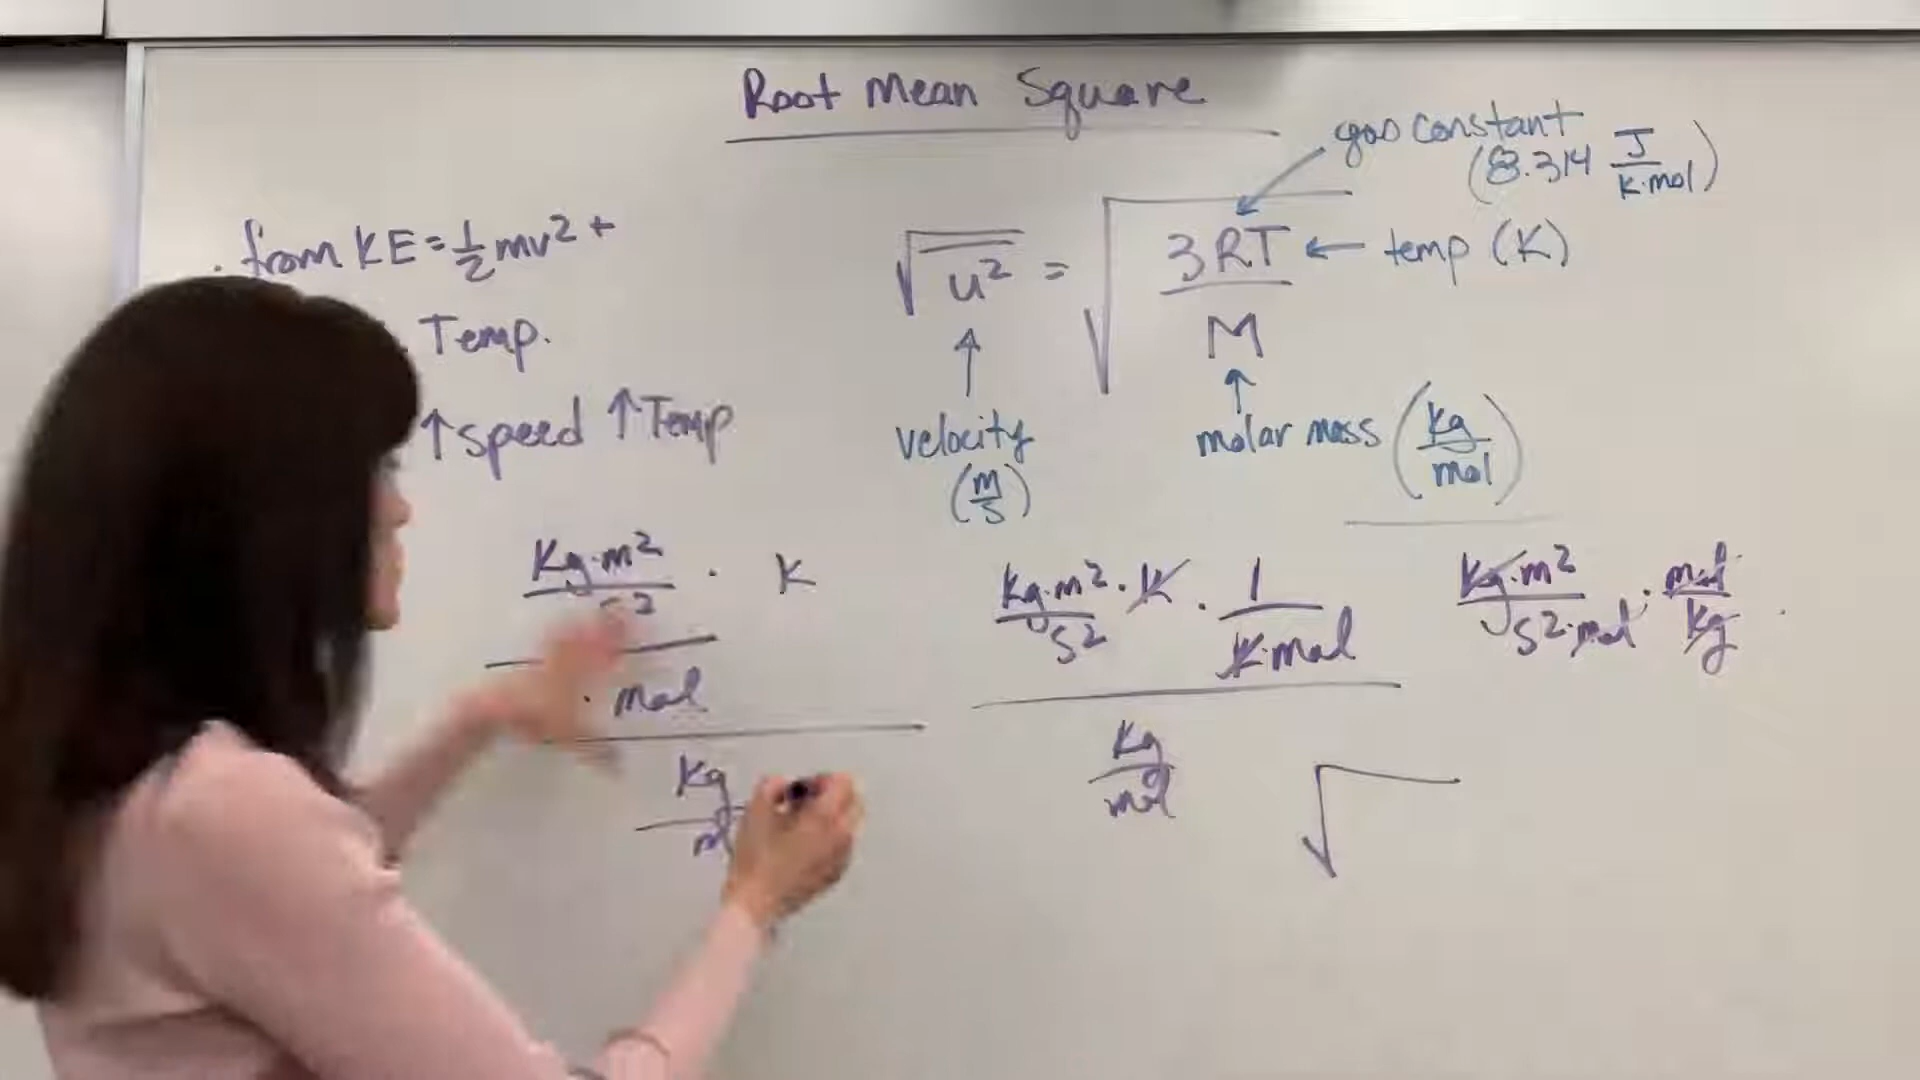 Root Mean Square
gas constant
(8.314 J/K·mol)
from KE = 1/2 mv² +
Temp.
↑speed ↑Temp
√u² = √3RT/M ← temp (K)
velocity
(m/s)
molar mass (kg/mol)
Kg·m²/s² · K
· mol
Kg
m
kg·m²/s² · K · 1/K·mol
kg/mol
kg·m²/s²·mol · mol/kg
√